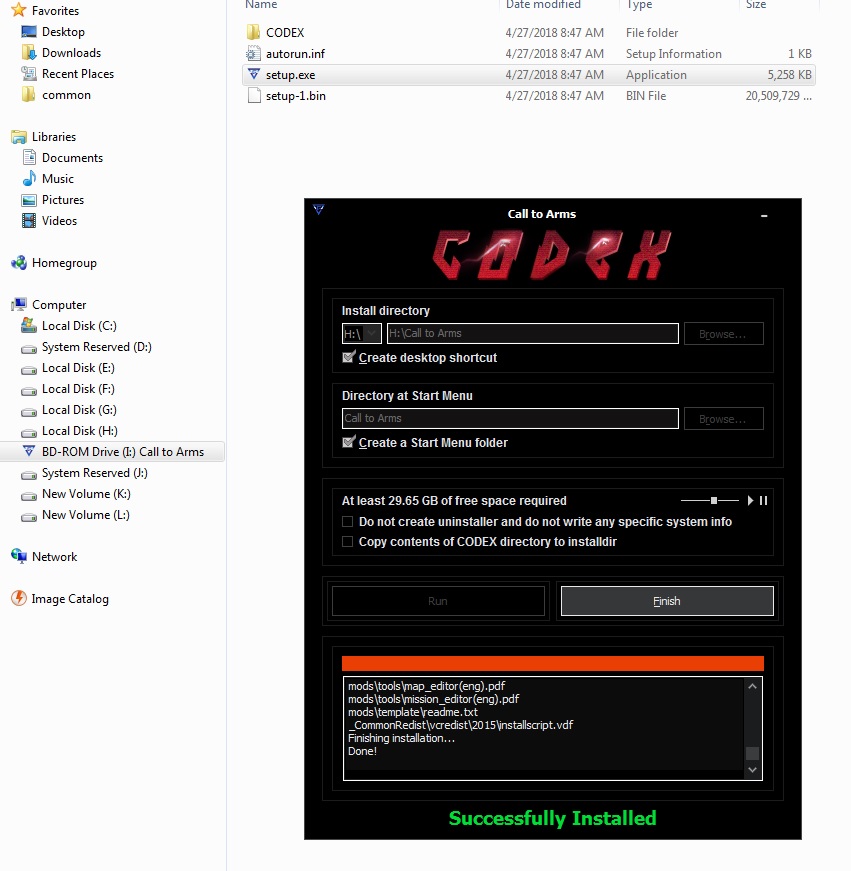 Favorites
Desktop
Downloads
Recent Places
common
Libraries
Documents
Music
Pictures
Videos
Homegroup
Computer
Local Disk (C:)
System Reserved (D:)
Local Disk (E:)
Local Disk (F:)
Local Disk (G:)
Local Disk (H:)
BD-ROM Drive (I:) Call to Arms
System Reserved (J:)
New Volume (K:)
New Volume (L:)
Network
Image Catalog
Name Date modified Type Size
CODEX 4/27/2018 8:47 AM File folder
autorun.inf 4/27/2018 8:47 AM Setup Information 1 KB
setup.exe 4/27/2018 8:47 AM Application 5,258 KB
setup-1.bin 4/27/2018 8:47 AM BIN File 20,509,729 ...
Call to Arms
CODEX
Install directory
H:\ H:\Call to Arms Browse...
Create desktop shortcut
Directory at Start Menu
Call to Arms Browse...
Create a Start Menu folder
At least 29.65 GB of free space required
Do not create uninstaller and do not write any specific system info
Copy contents of CODEX directory to installdir
Run Finish
mods\tools\map_editor(eng).pdf
mods\tools\mission_editor(eng).pdf
mods\template\readme.txt
_CommonRedist\vcredist\2015\installscript.vdf
Finishing installation...
Done!
Successfully Installed